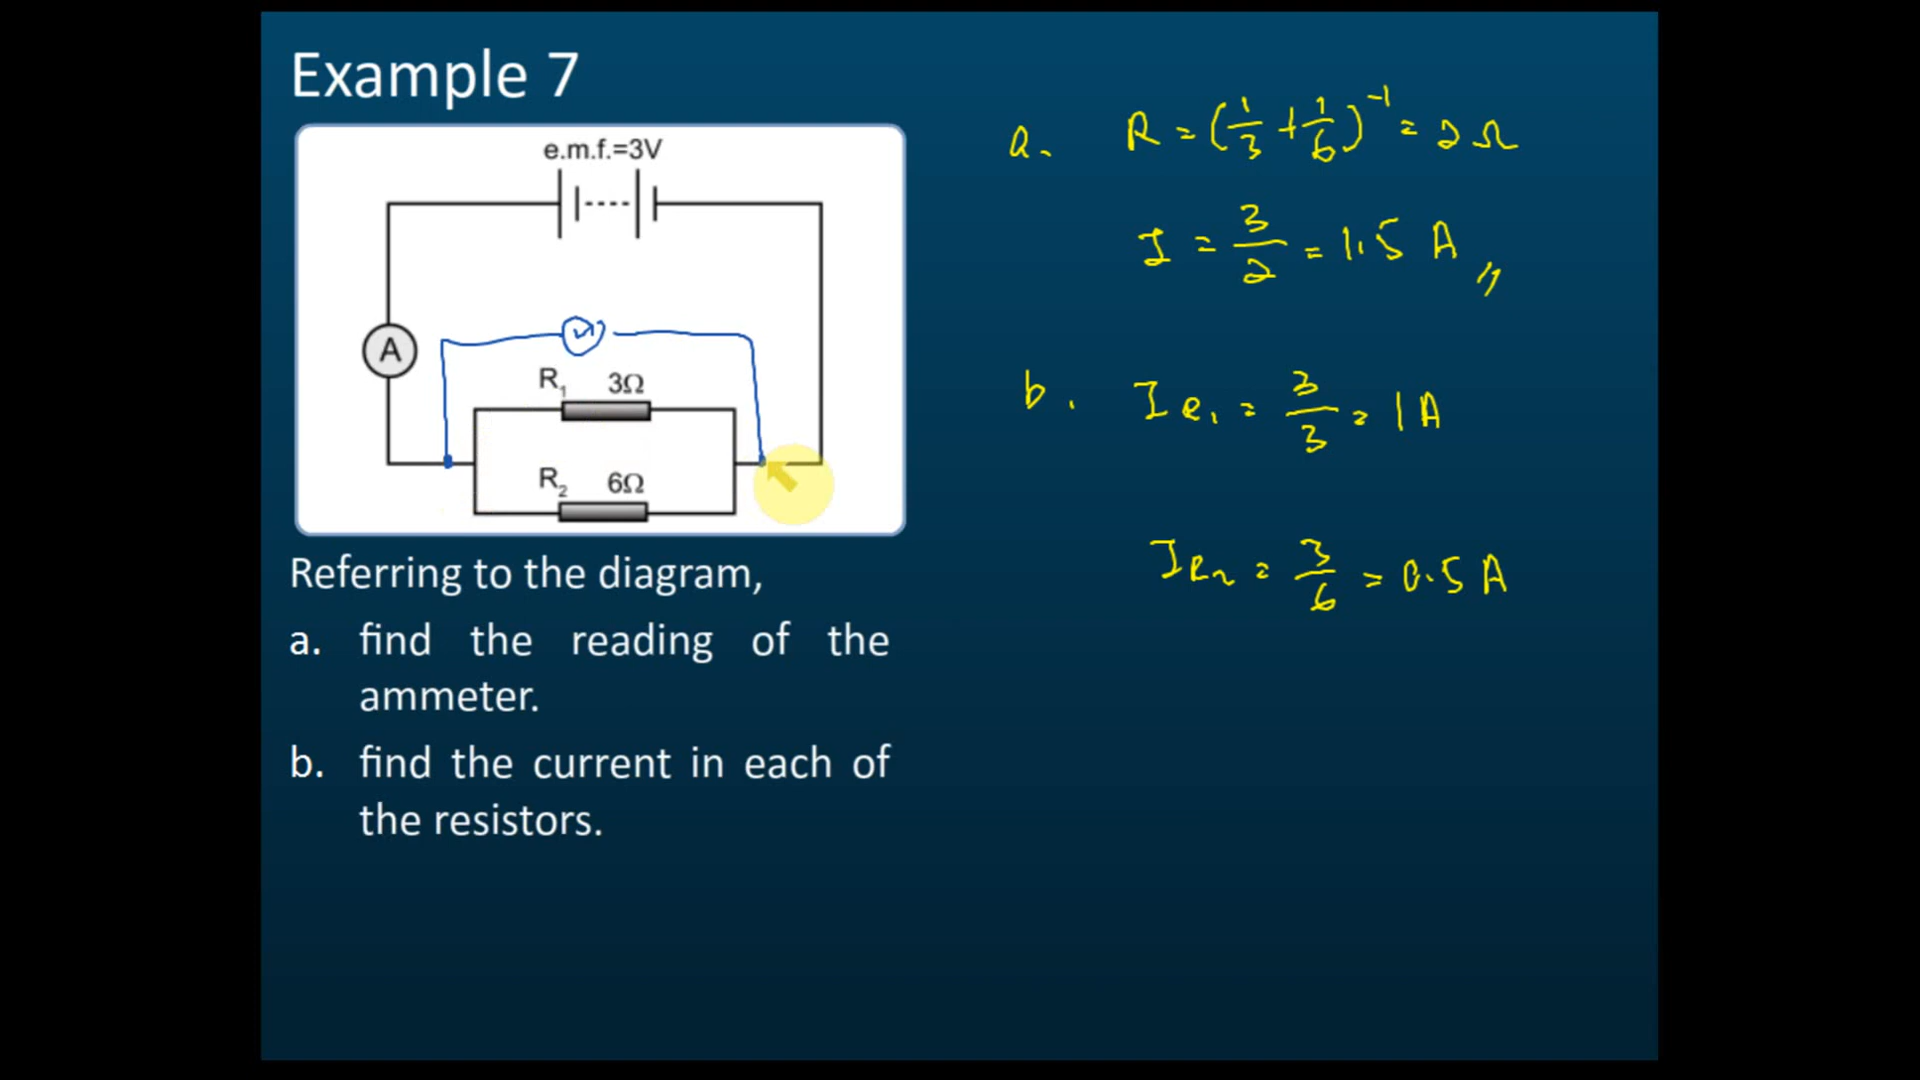 Example 7
e.m.f.=3V
A
V
R₁ 3Ω
R₂ 6Ω
Referring to the diagram,
a. find the reading of the
ammeter.
b. find the current in each of
the resistors.
a. R = (1/3 + 1/6)⁻¹ = 2 Ω
I = 3/2 = 1.5 A
b. I R₁ = 3/3 = 1 A
I R₂ = 3/6 = 0.5 A